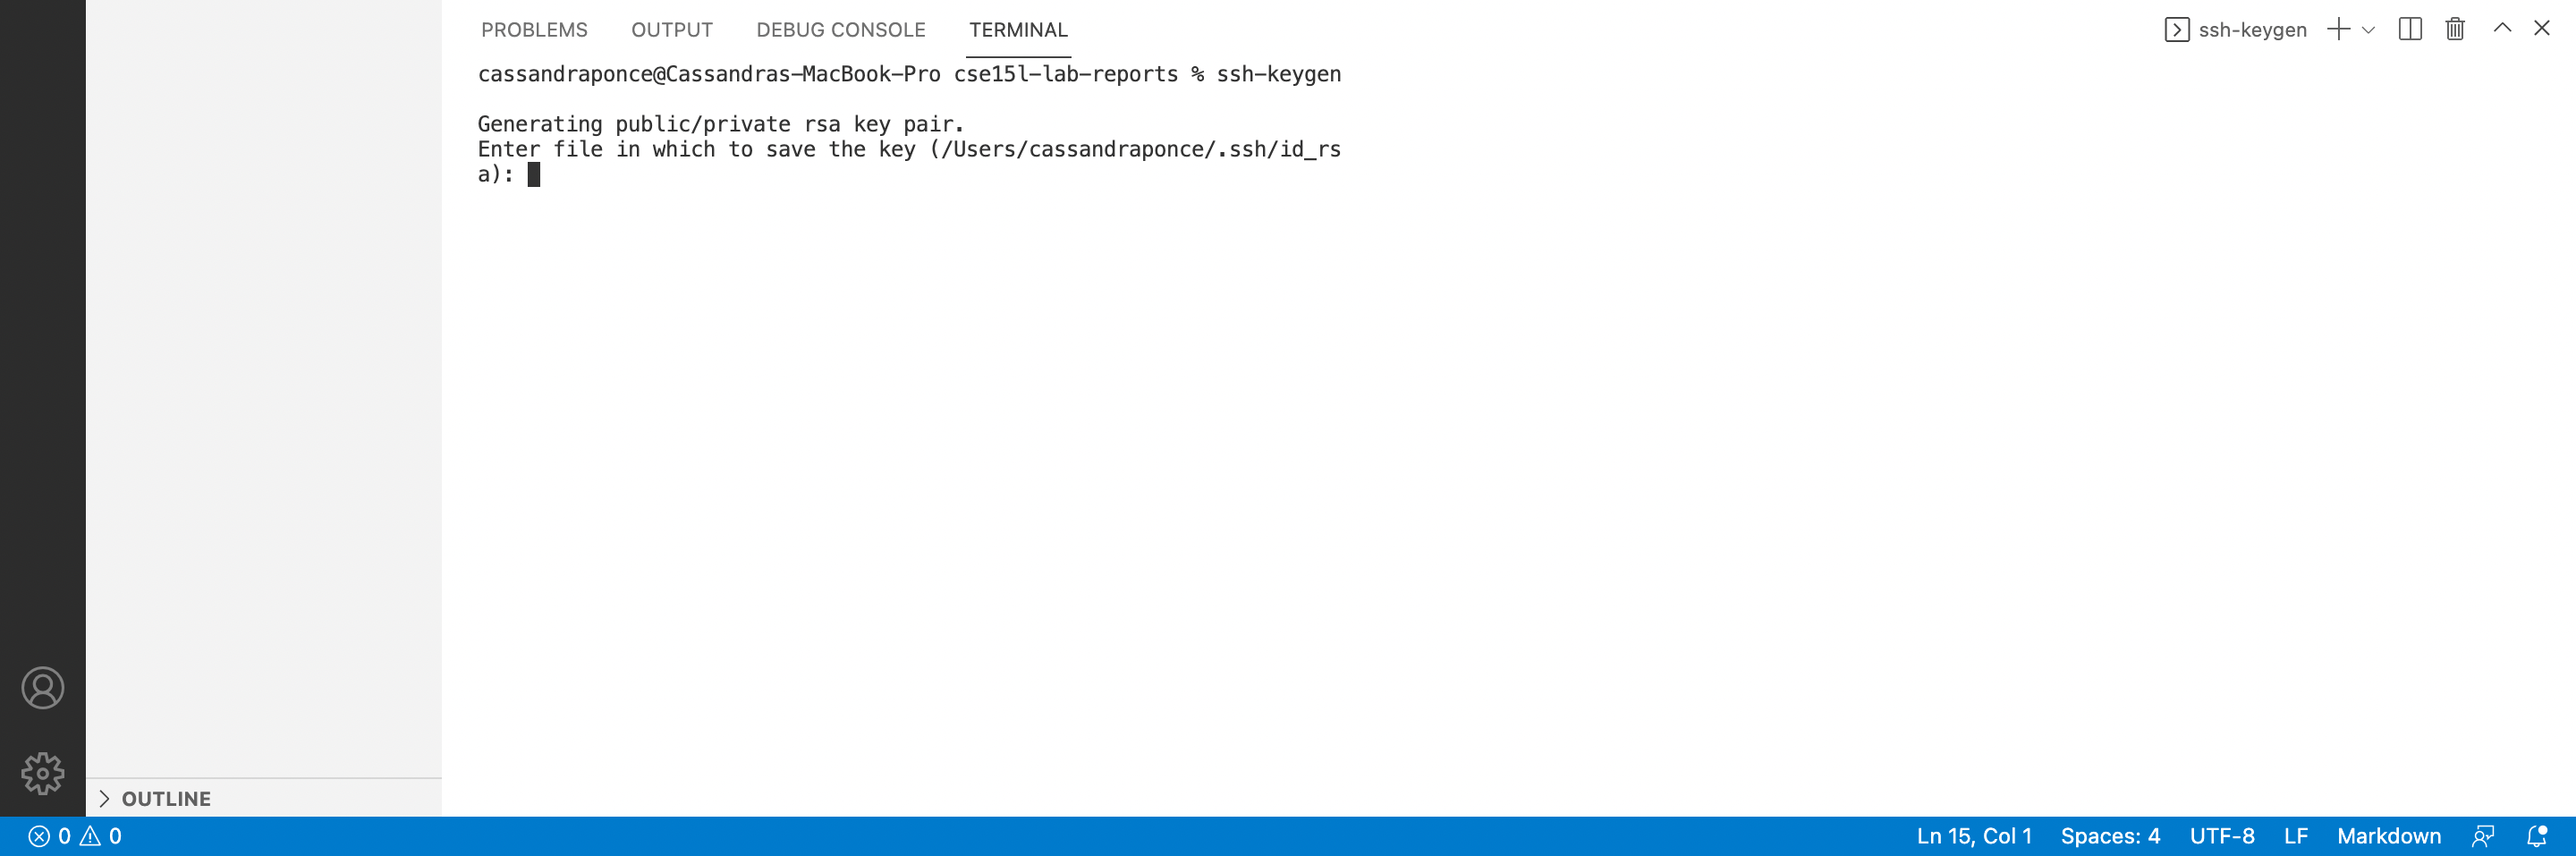 PROBLEMS OUTPUT DEBUG CONSOLE TERMINAL ssh-keygen
cassandraponce@Cassandras-MacBook-Pro cse15l-lab-reports % ssh-keygen
Generating public/private rsa key pair.
Enter file in which to save the key (/Users/cassandraponce/.ssh/id_rs
a):
OUTLINE
0 0 Ln 15, Col 1 Spaces: 4 UTF-8 LF Markdown